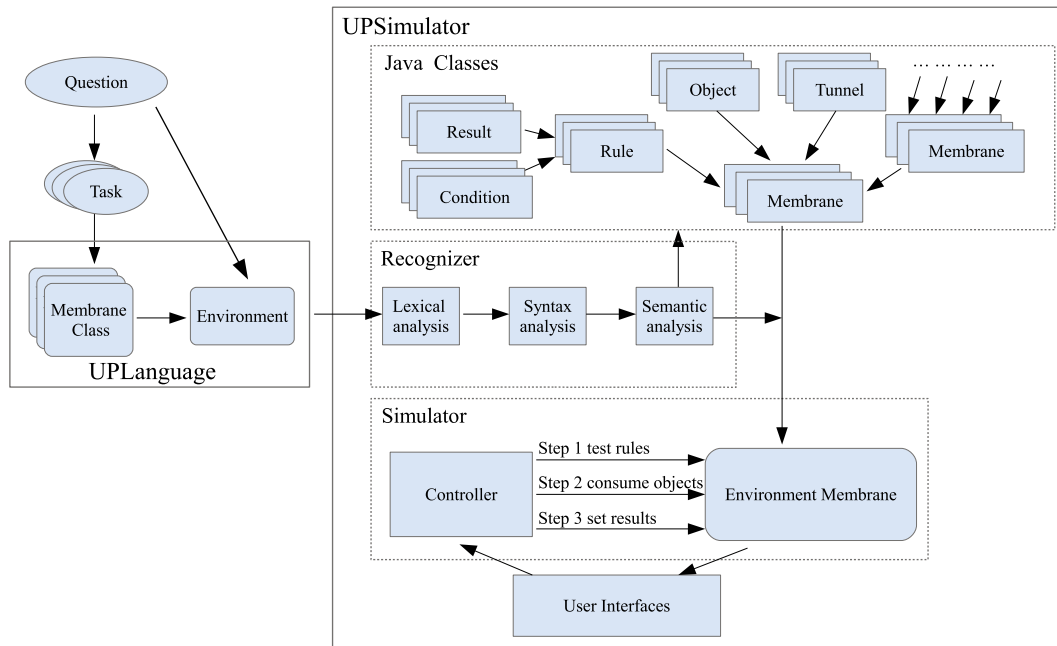 UPSimulator
Java Classes
Question
Object
Tunnel
... ... ... ...
Result
Rule
Membrane
Condition
Membrane
Task
Recognizer
Membrane
Class
Environment
UPLanguage
Lexical
analysis
Syntax
analysis
Semantic
analysis
Simulator
Controller
Step 1 test rules
Step 2 consume objects
Step 3 set results
Environment Membrane
User Interfaces